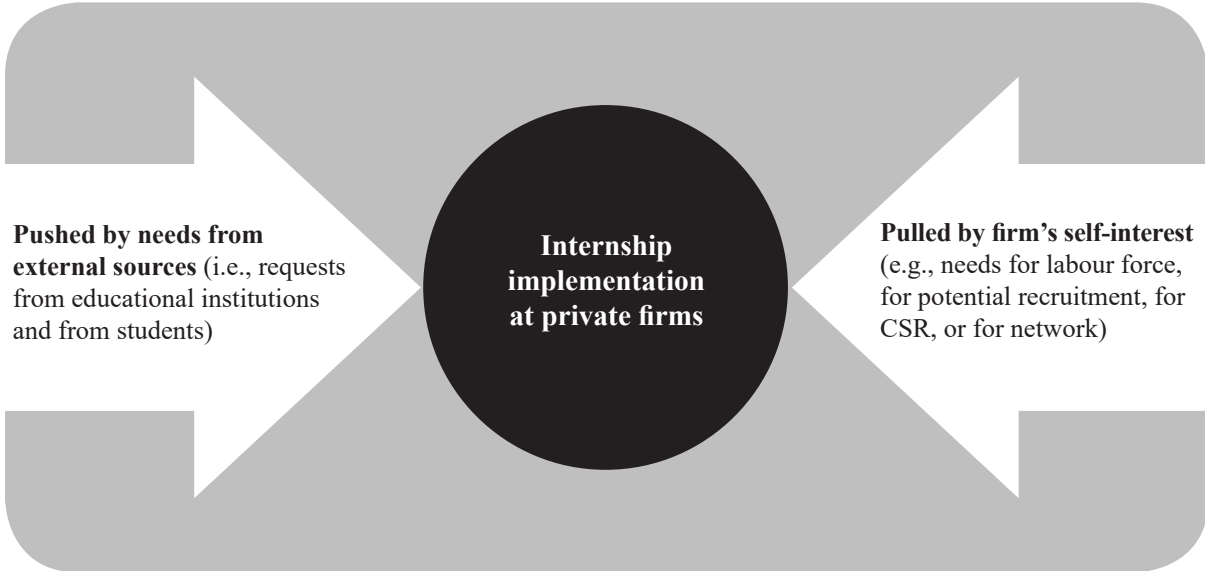 Pushed by needs from
external sources (i.e., requests
from educational institutions
and from students)
Internship
implementation
at private firms
Pulled by firm’s self-interest
(e.g., needs for labour force,
for potential recruitment, for
CSR, or for network)